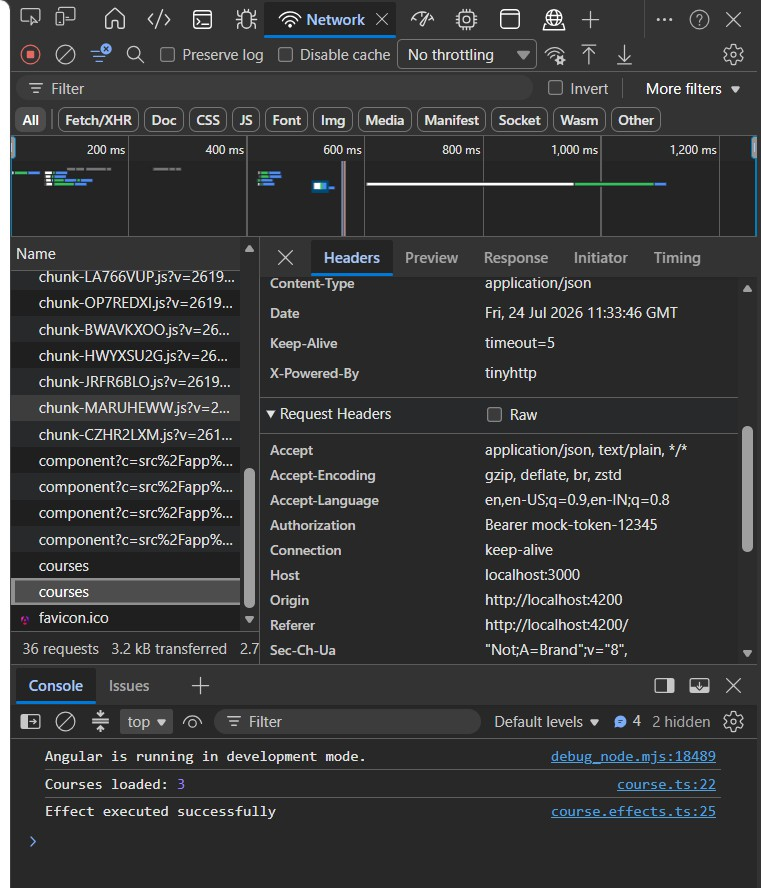 Network
Preserve log
Disable cache
No throttling
Filter
Invert
More filters
All
Fetch/XHR
Doc
CSS
JS
Font
Img
Media
Manifest
Socket
Wasm
Other
200 ms
400 ms
600 ms
800 ms
1,000 ms
1,200 ms
Name
chunk-LA766VUP.js?v=2619...
chunk-OP7REDXI.js?v=2619...
chunk-BWAVKXOO.js?v=26...
chunk-HWYXSU2G.js?v=26...
chunk-JRFR6BLO.js?v=2619...
chunk-MARUHEWW.js?v=2...
chunk-CZHR2LXM.js?v=261...
component?c=src%2Fapp%...
component?c=src%2Fapp%...
component?c=src%2Fapp%...
component?c=src%2Fapp%...
courses
courses
favicon.ico
36 requests 3.2 kB transferred 2.7
Headers
Preview
Response
Initiator
Timing
Content-Type application/json
Date Fri, 24 Jul 2026 11:33:46 GMT
Keep-Alive timeout=5
X-Powered-By tinyhttp
Request Headers
Raw
Accept application/json, text/plain, */*
Accept-Encoding gzip, deflate, br, zstd
Accept-Language en,en-US;q=0.9,en-IN;q=0.8
Authorization Bearer mock-token-12345
Connection keep-alive
Host localhost:3000
Origin http://localhost:4200
Referer http://localhost:4200/
Sec-Ch-Ua "Not;A=Brand";v="8",
Console
Issues
top
Filter
Default levels
4
2 hidden
Angular is running in development mode. debug_node.mjs:18489
Courses loaded: 3 course.ts:22
Effect executed successfully course.effects.ts:25